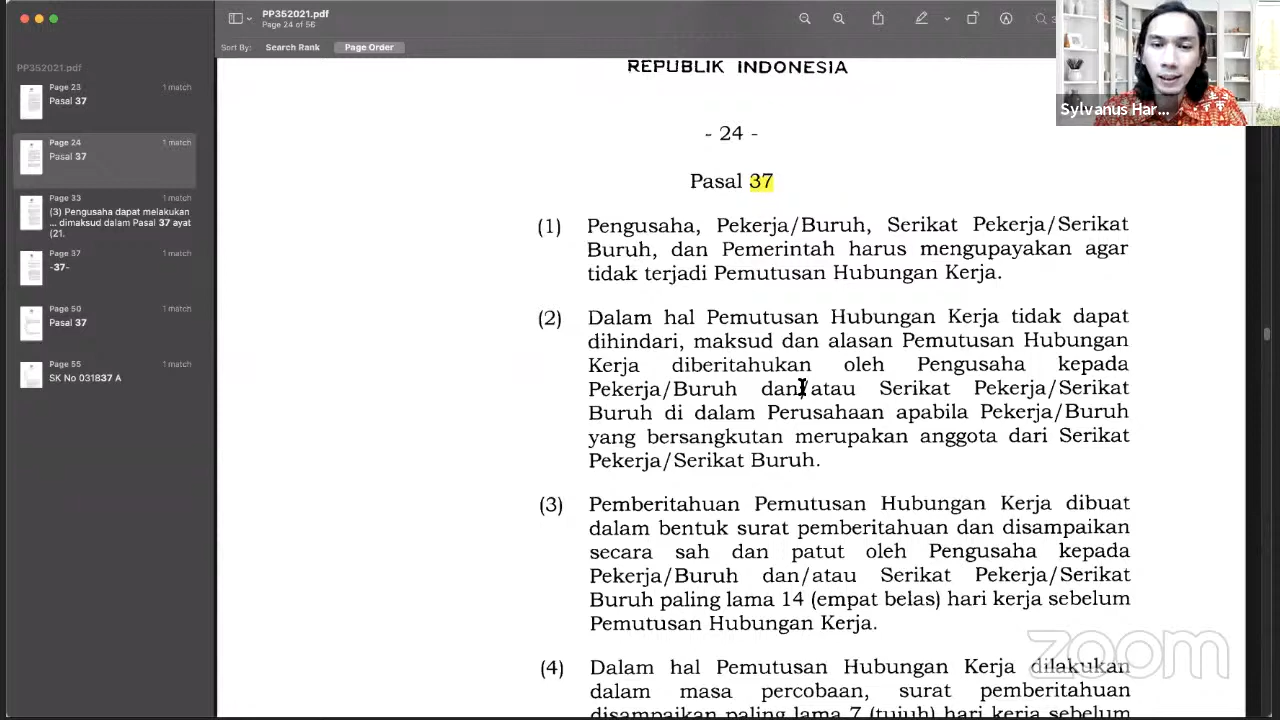 PP352021.pdf
Page 24 of 56
Sort By:
Search Rank
Page Order
PP352021.pdf
Page 23
1 match
Pasal 37
Page 24
1 match
Pasal 37
Page 33
1 match
(3) Pengusaha dapat melakukan
... dimaksud dalam Pasal 37 ayat
(21.
Page 37
1 match
-37-
Page 50
1 match
Pasal 37
Page 55
1 match
SK No 031837 A
REPUBLIK INDONESIA
- 24 -
Pasal 37
(1) Pengusaha, Pekerja/Buruh, Serikat Pekerja/Serikat
Buruh, dan Pemerintah harus mengupayakan agar
tidak terjadi Pemutusan Hubungan Kerja.
(2) Dalam hal Pemutusan Hubungan Kerja tidak dapat
dihindari, maksud dan alasan Pemutusan Hubungan
Kerja diberitahukan oleh Pengusaha kepada
Pekerja/Buruh dan/atau Serikat Pekerja/Serikat
Buruh di dalam Perusahaan apabila Pekerja/Buruh
yang bersangkutan merupakan anggota dari Serikat
Pekerja/Serikat Buruh.
(3) Pemberitahuan Pemutusan Hubungan Kerja dibuat
dalam bentuk surat pemberitahuan dan disampaikan
secara sah dan patut oleh Pengusaha kepada
Pekerja/Buruh dan/atau Serikat Pekerja/Serikat
Buruh paling lama 14 (empat belas) hari kerja sebelum
Pemutusan Hubungan Kerja.
(4) Dalam hal Pemutusan Hubungan Kerja dilakukan
dalam masa percobaan, surat pemberitahuan
disampaikan paling lama 7 (tujuh) hari kerja sebelum
Sylvanus Har...
zoom